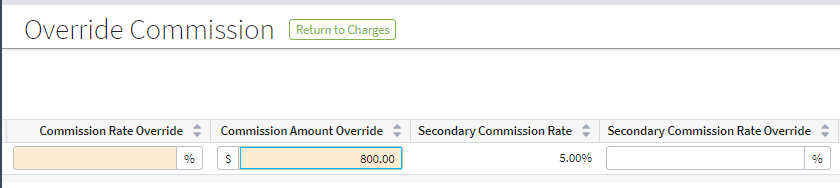 Override Commission Return to Charges
Commission Rate Override Commission Amount Override Secondary Commission Rate Secondary Commission Rate Override
% $ 800.00 5.00% %